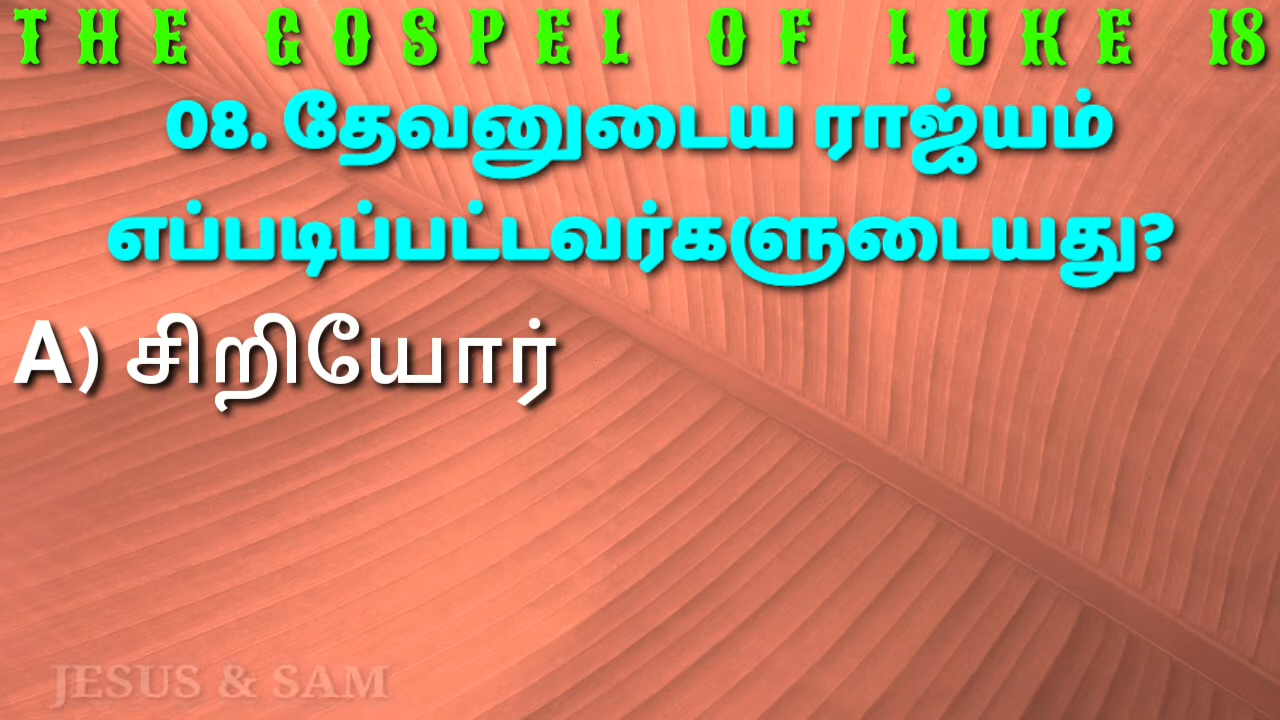 THE GOSPEL OF LUKE 18
08. தேவனுடைய ராஜ்யம்
எப்படிப்பட்டவர்களுடையது?
A) சிறியோர்
JESUS & SAM